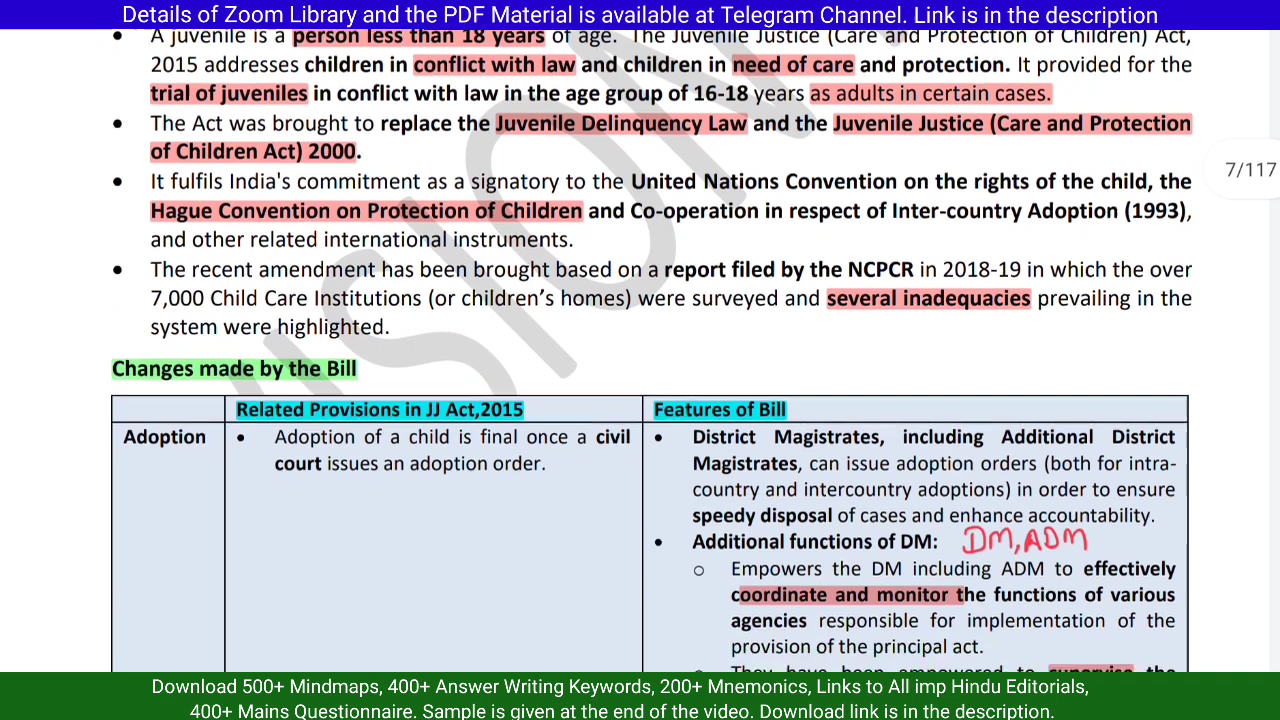 Details of Zoom Library and the PDF Material is available at Telegram Channel. Link is in the description
• A juvenile is a person less than 18 years of age. The Juvenile Justice (Care and Protection of Children) Act,
2015 addresses children in conflict with law and children in need of care and protection. It provided for the
trial of juveniles in conflict with law in the age group of 16-18 years as adults in certain cases.
• The Act was brought to replace the Juvenile Delinquency Law and the Juvenile Justice (Care and Protection
of Children Act) 2000.
7/117
• It fulfils India's commitment as a signatory to the United Nations Convention on the rights of the child, the
Hague Convention on Protection of Children and Co-operation in respect of Inter-country Adoption (1993),
and other related international instruments.
• The recent amendment has been brought based on a report filed by the NCPCR in 2018-19 in which the over
7,000 Child Care Institutions (or children's homes) were surveyed and several inadequacies prevailing in the
system were highlighted.
Changes made by the Bill
Related Provisions in JJ Act,2015
Features of Bill
Adoption
• Adoption of a child is final once a civil
court issues an adoption order.
• District Magistrates, including Additional District
Magistrates, can issue adoption orders (both for intra-
country and intercountry adoptions) in order to ensure
speedy disposal of cases and enhance accountability.
• Additional functions of DM: DM, ADM
o Empowers the DM including ADM to effectively
coordinate and monitor the functions of various
agencies responsible for implementation of the
provision of the principal act.
o They have been empowered to supervise the
Download 500+ Mindmaps, 400+ Answer Writing Keywords, 200+ Mnemonics, Links to All imp Hindu Editorials,
400+ Mains Questionnaire. Sample is given at the end of the video. Download link is in the description.